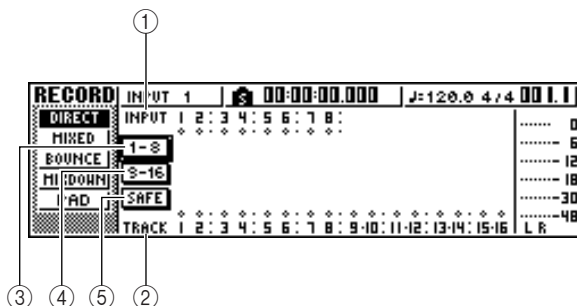 ①
RECORD INPUT 1 S 00:00:00.000 ♩=120.0 4/4 001.1
DIRECT INPUT 1 2 3 4 5 6 7 8
MIXED 1-8
BOUNCE
MIXDOWN 9-16
PAD SAFE
TRACK 1 2 3 4 5 6 7 8 9·10 11·12 13·14 15·16 L R
0
6
12
18
30
48
③ ④ ⑤ ②